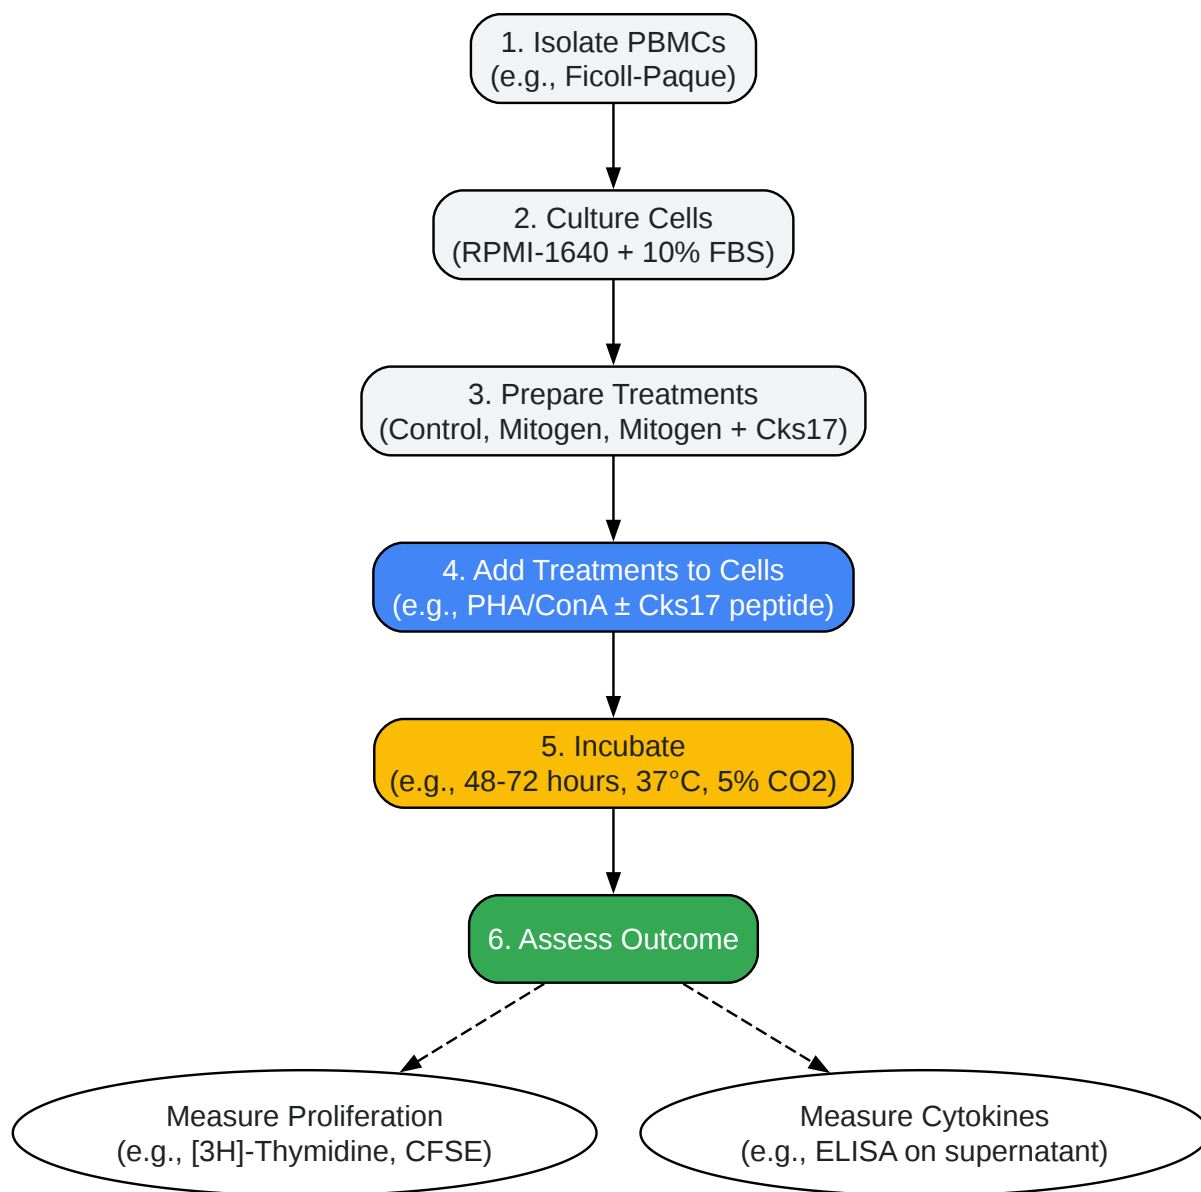 1. Isolate PBMCs
(e.g., Ficoll-Paque)
2. Culture Cells
(RPMI-1640 + 10% FBS)
3. Prepare Treatments
(Control, Mitogen, Mitogen + Cks17)
4. Add Treatments to Cells
(e.g., PHA/ConA ± Cks17 peptide)
5. Incubate
(e.g., 48-72 hours, 37°C, 5% CO2)
6. Assess Outcome
Measure Proliferation
(e.g., [3H]-Thymidine, CFSE)
Measure Cytokines
(e.g., ELISA on supernatant)